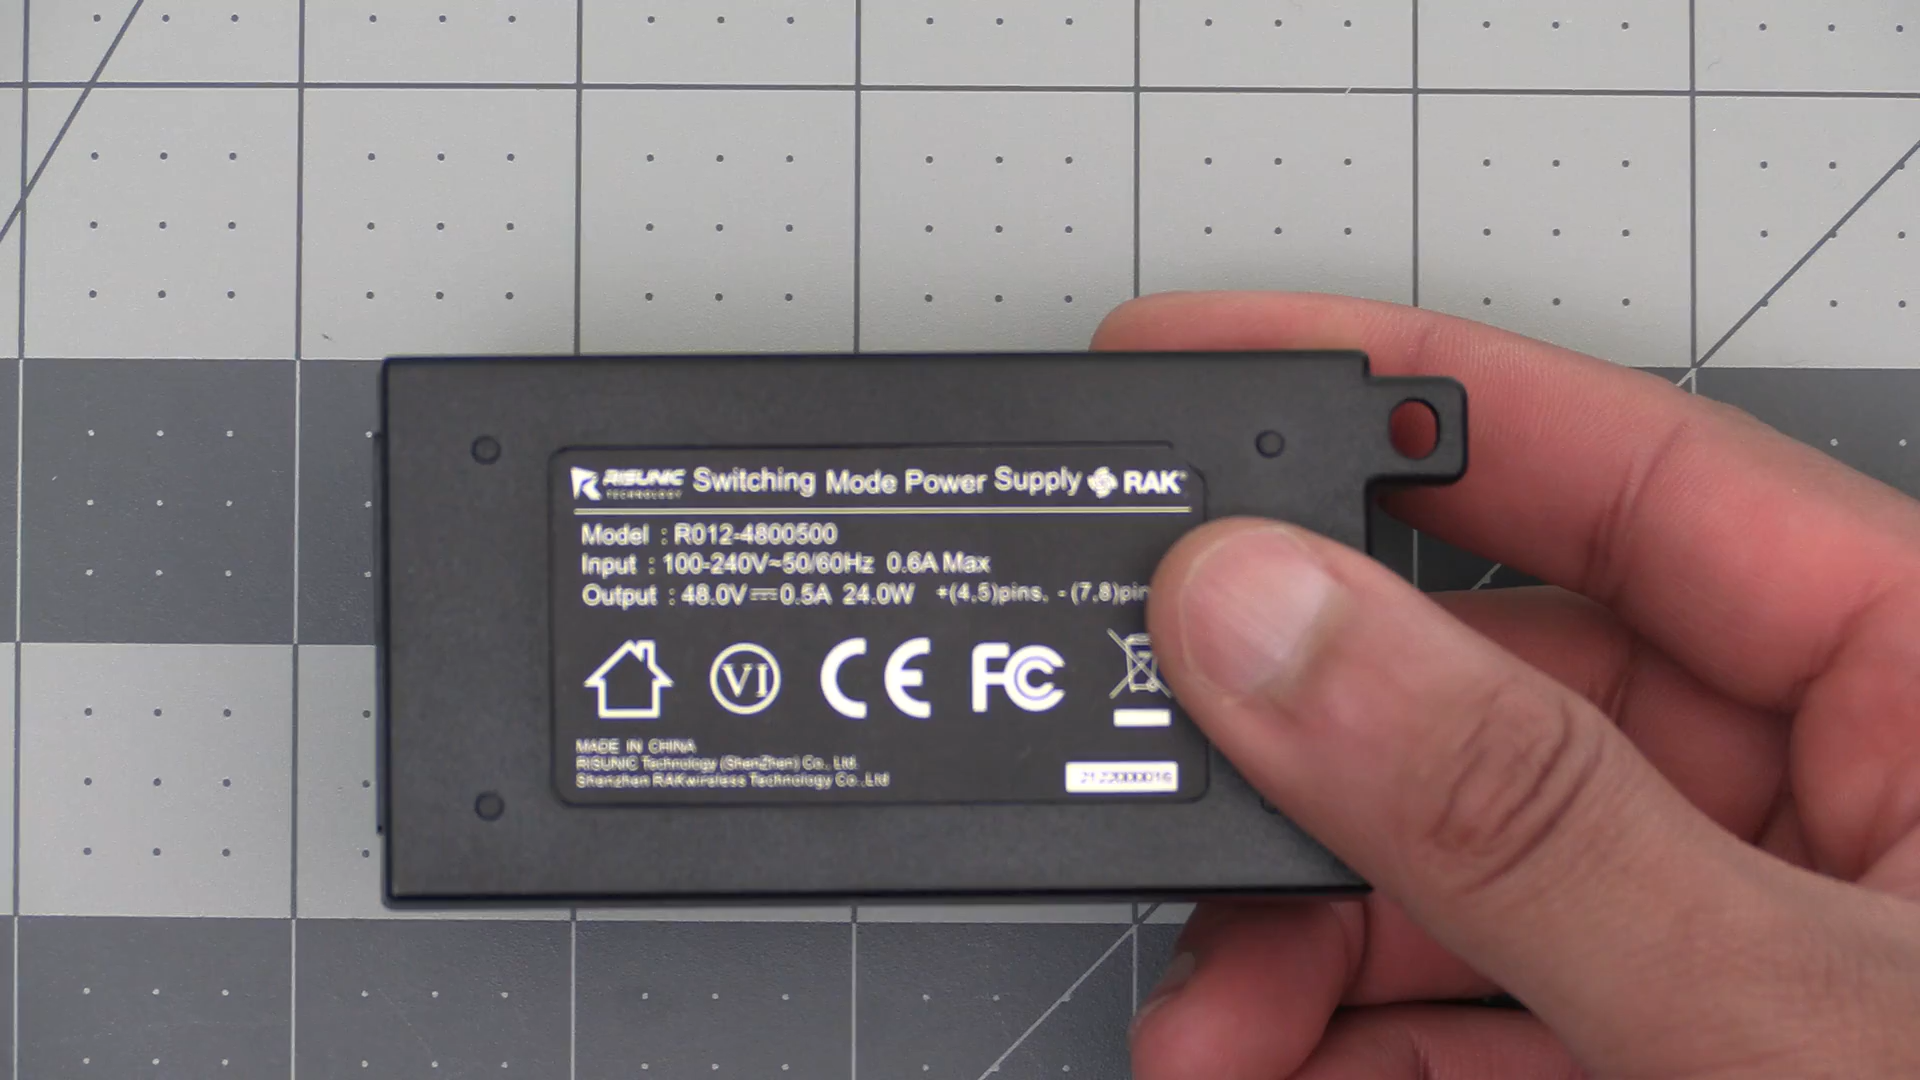 RISUNIC TECHNOLOGY Switching Mode Power Supply RAK
Model : R012-4800500
Input : 100-240V~50/60Hz 0.6A Max
Output : 48.0V⎓0.5A 24.0W +(4,5)pins, -(7,8)pin
VI CE FC
MADE IN CHINA
RISUNIC Technology (ShenZhen) Co., Ltd.
Shenzhen RAKwireless Technology Co.,Ltd